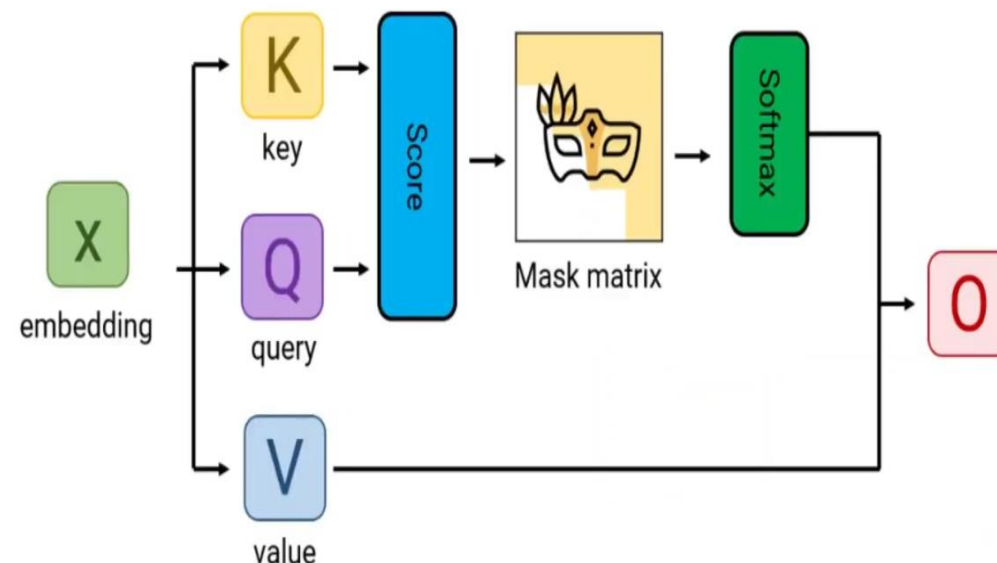 K
key
Score
Mask matrix
Softmax
x
embedding
Q
query
V
value
O